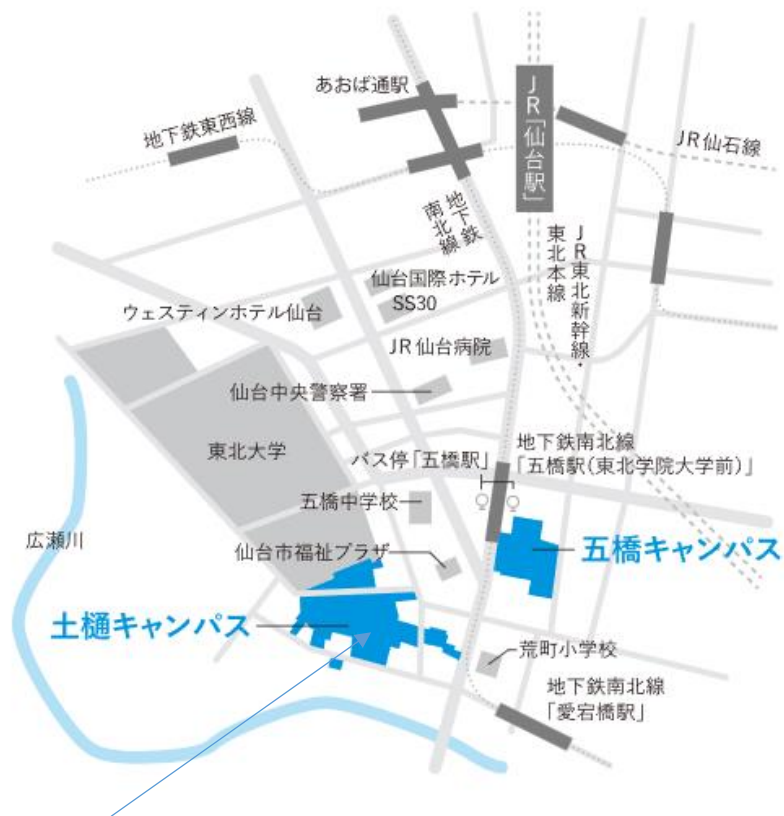 あおば通駅
JR「仙台駅」
地下鉄東西線
JR仙石線
地下鉄
南北線
JR東北新幹線・
東北本線
仙台国際ホテル
SS30
ウェスティンホテル仙台
JR仙台病院
仙台中央警察署
地下鉄南北線
「五橋駅(東北学院大学前)」
東北大学
バス停「五橋駅」
五橋中学校
広瀬川
仙台市福祉プラザ
五橋キャンパス
土樋キャンパス
荒町小学校
地下鉄南北線
「愛宕橋駅」